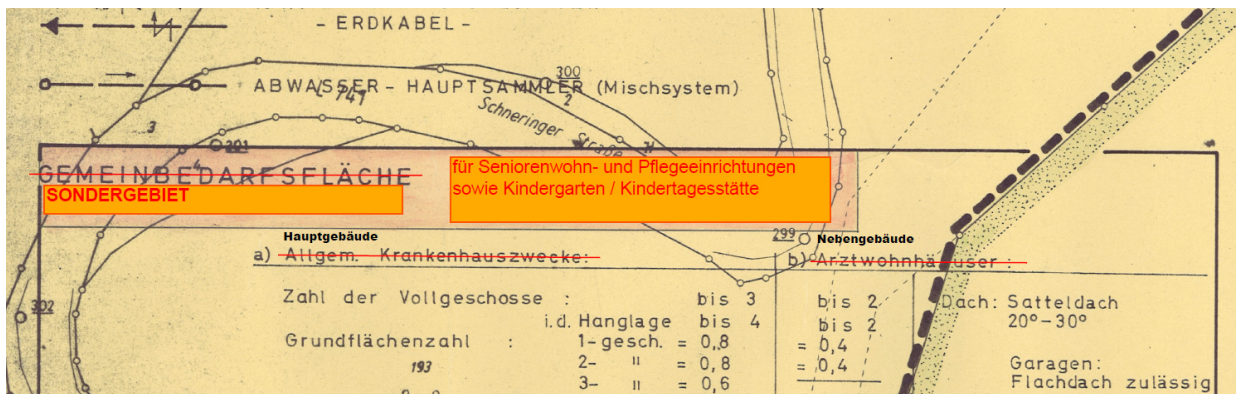 - ERDKABEL -
ABWASSER - HAUPTSAMMLER (Mischsystem)
300
2
L 741
Schneringer Straße
3
301
4
GEMEINBEDARFSFLÄCHE
SONDERGEBIET
für Seniorenwohn- und Pflegeeinrichtungen
sowie Kindergarten / Kindertagesstätte
Hauptgebäude
299
Nebengebäude
a) Allgem. Krankenhauszwecke:
b) Arztwohnhäuser :
302
Zahl der Vollgeschosse : bis 3 bis 2
Dach: Satteldach
i.d. Hanglage bis 4 bis 2
20°-30°
Grundflächenzahl : 1-gesch. = 0,8 = 0,4
193
2- " = 0,8 = 0,4
Garagen:
3- " = 0,6
Flachdach zulässig